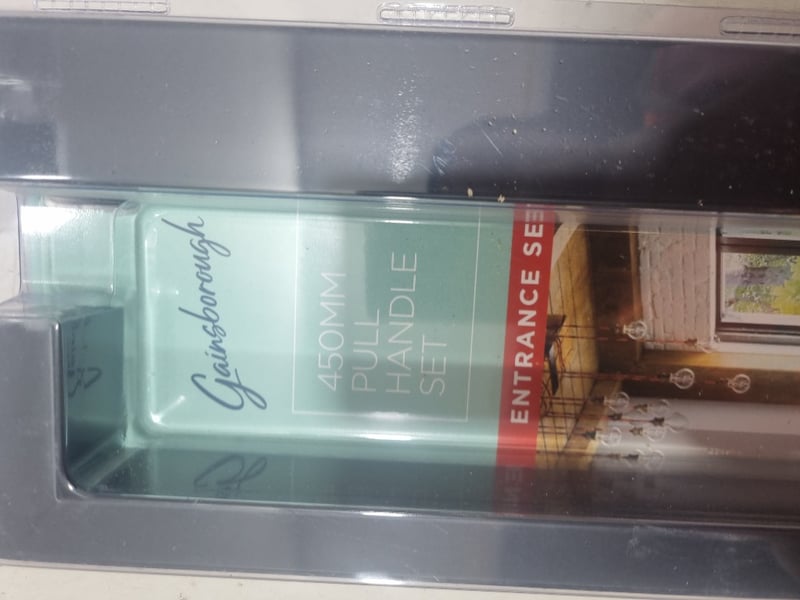 Gainsborough
450MM
PULL
HANDLE
SET
ENTRANCE SE